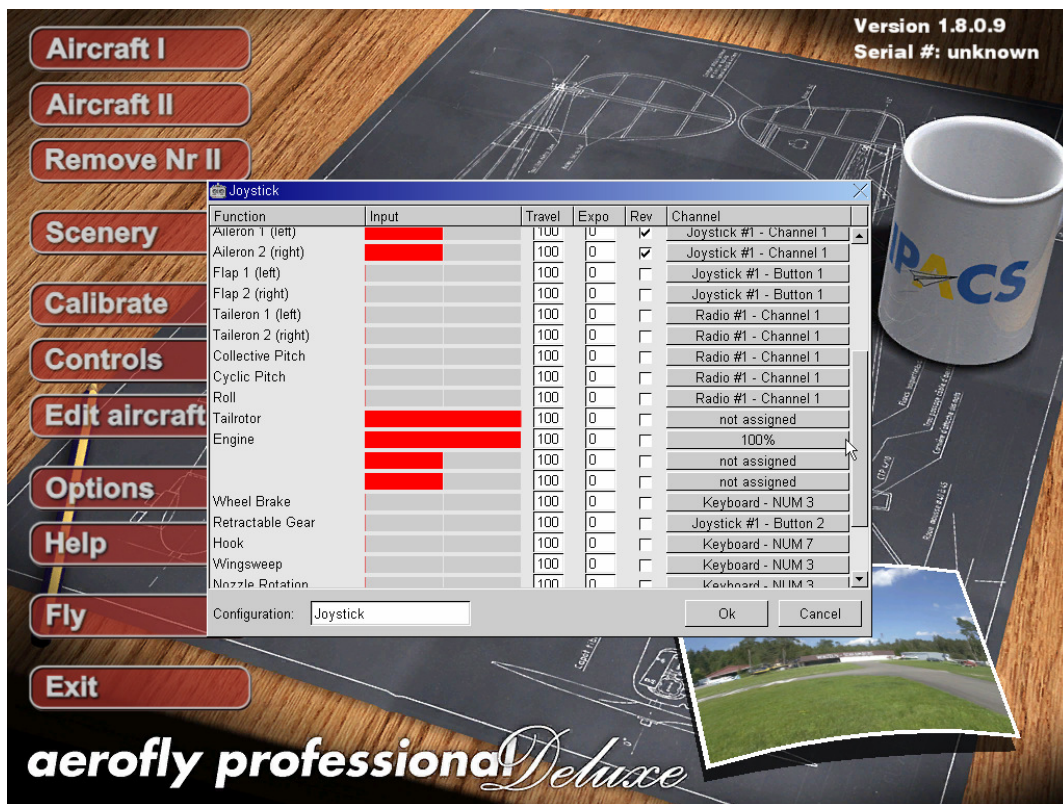 Version 1.8.0.9
Serial #: unknown
Aircraft I
Aircraft II
Remove Nr II
Scenery
Calibrate
Controls
Edit aircraft
Options
Help
Fly
Exit
Joystick
Function Input Travel Expo Rev Channel
Aileron 1 (left) 100 0 Joystick #1 - Channel 1
Aileron 2 (right) 100 0 Joystick #1 - Channel 1
Flap 1 (left) 100 0 Joystick #1 - Button 1
Flap 2 (right) 100 0 Joystick #1 - Button 1
Taileron 1 (left) 100 0 Radio #1 - Channel 1
Taileron 2 (right) 100 0 Radio #1 - Channel 1
Collective Pitch 100 0 Radio #1 - Channel 1
Cyclic Pitch 100 0 Radio #1 - Channel 1
Roll 100 0 Radio #1 - Channel 1
Tailrotor 100 0 not assigned
Engine 100 0 100%
100 0 not assigned
100 0 not assigned
Wheel Brake 100 0 Keyboard - NUM 3
Retractable Gear 100 0 Joystick #1 - Button 2
Hook 100 0 Keyboard - NUM 7
Wingsweep 100 0 Keyboard - NUM 3
Nozzle Rotation 100 0 Keyboard - NUM 3
Configuration: Joystick Ok Cancel
IPACS
aerofly professional Deluxe